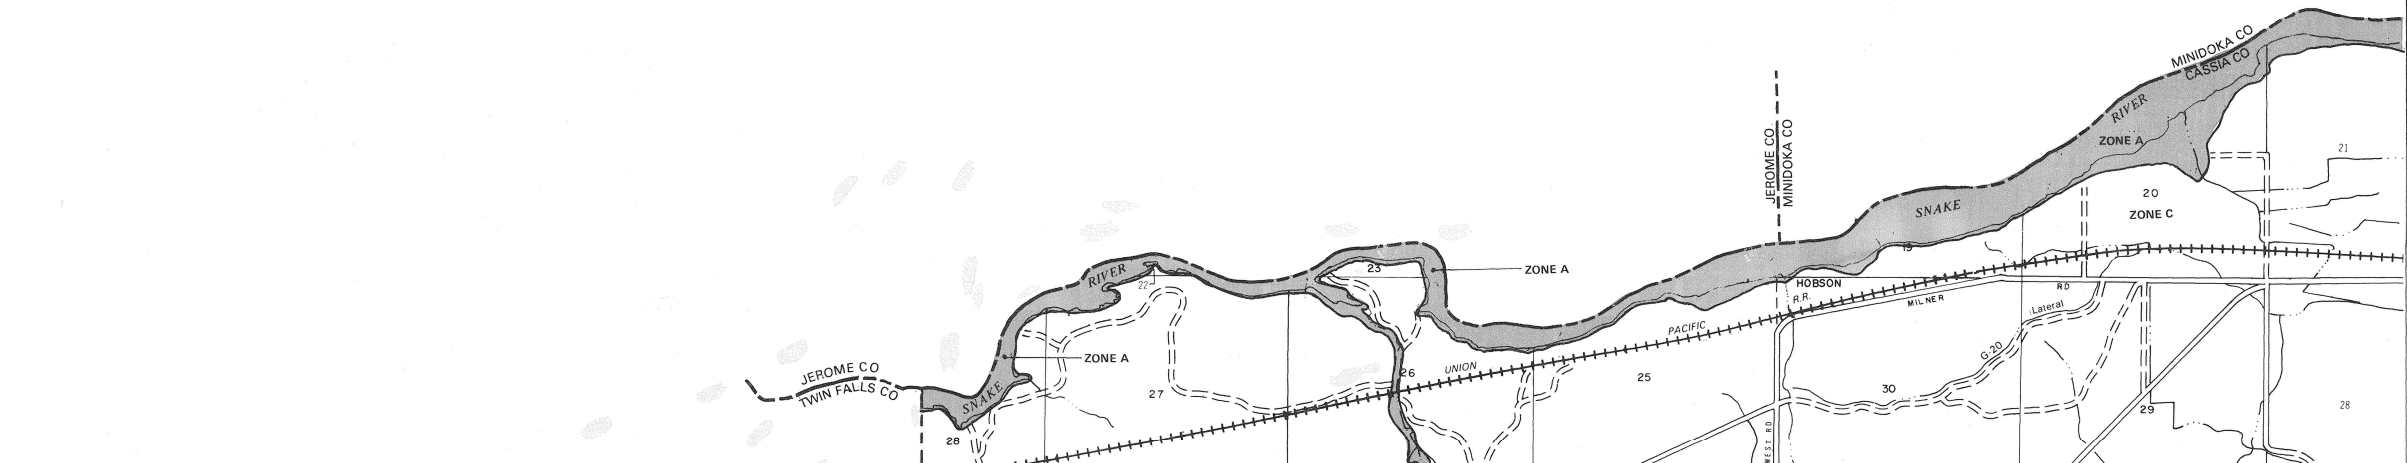 MINIDOKA CO
CASSIA CO
RIVER
ZONE A
JEROME CO
MINIDOKA CO
21
20
SNAKE
ZONE C
19
RIVER
23
ZONE A
22
HOBSON
R.R.
MILNER
RD
Lateral
PACIFIC
G-20
ZONE A
JEROME CO
TWIN FALLS CO
SNAKE
UNION
26
25
27
30
29
28
28
WEST RD